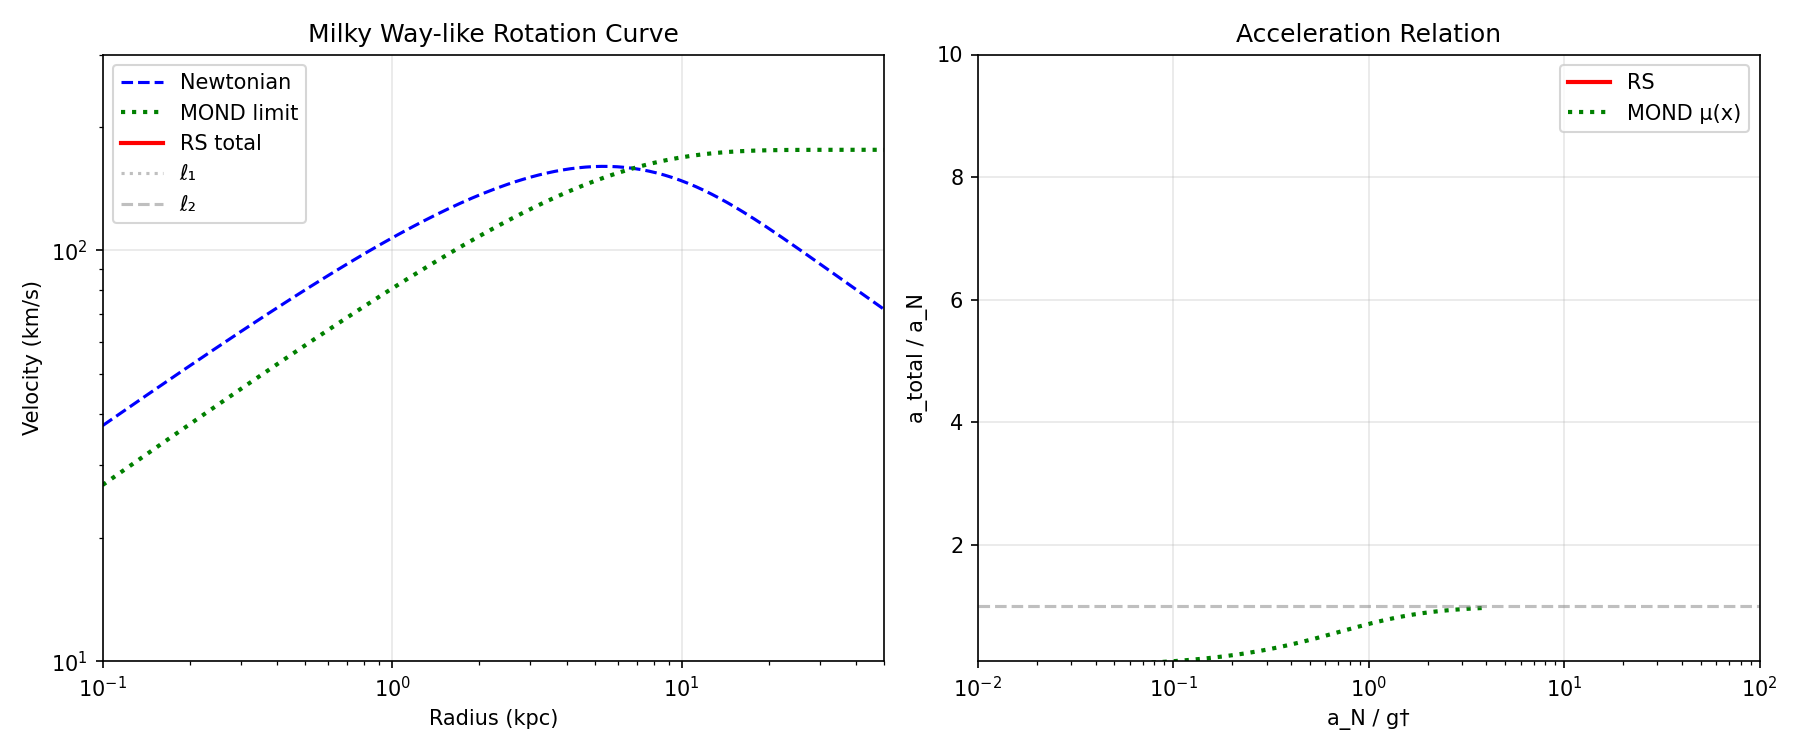 Milky Way-like Rotation Curve
Newtonian
MOND limit
RS total
ℓ₁
ℓ₂
Velocity (km/s)
10²
10¹
10⁻¹
10⁰
10¹
Radius (kpc)
Acceleration Relation
RS
MOND μ(x)
a_total / a_N
10
8
6
4
2
10⁻²
10⁻¹
10⁰
10¹
10²
a_N / g†